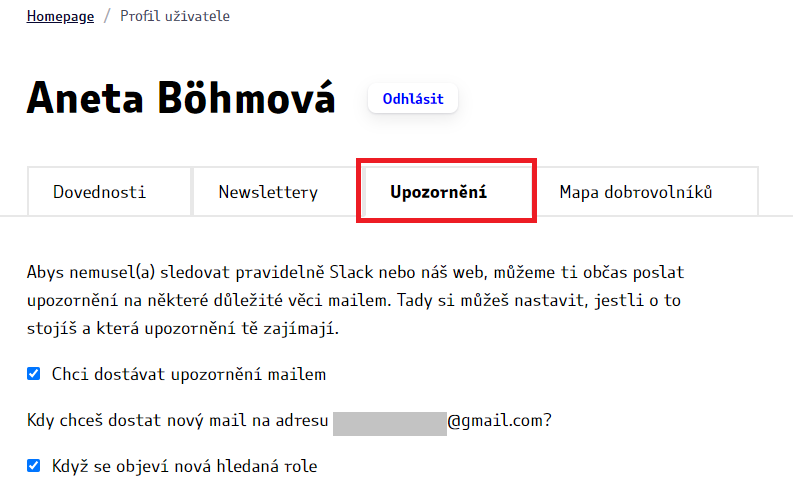 Homepage / Profil uživatele
Aneta Böhmová
Odhlásit
Dovednosti
Newslettery
Upozornění
Mapa dobrovolníků
Abys nemusel(a) sledovat pravidelně Slack nebo náš web, můžeme ti občas poslat
upozornění na některé důležité věci mailem. Tady si můžeš nastavit, jestli o to
stojíš a která upozornění tě zajímají.
Chci dostávat upozornění mailem
Kdy chceš dostat nový mail na adresu @gmail.com?
Když se objeví nová hledaná role